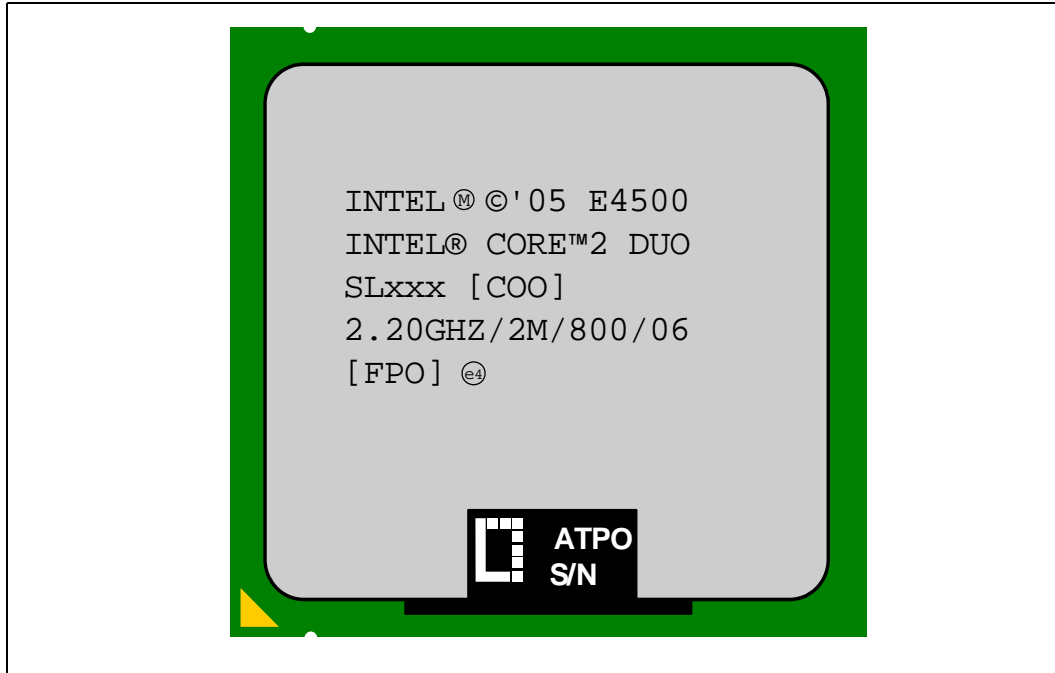 INTEL Ⓜ ©'05 E4500
INTEL® CORE™2 DUO
SLxxx [COO]
2.20GHZ/2M/800/06
[FPO] (e4)
ATPO
S/N